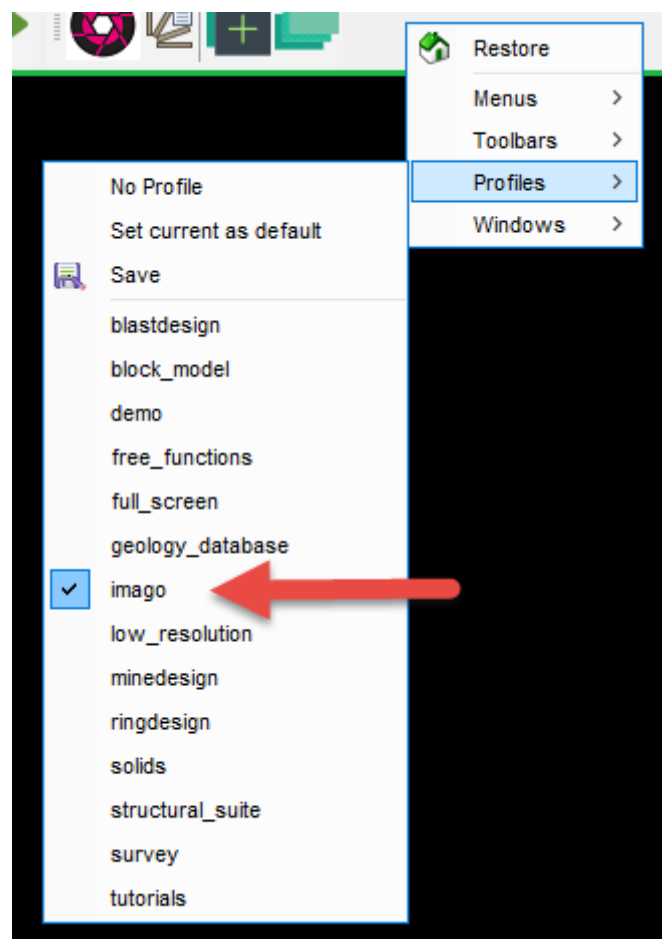 Restore
Menus
Toolbars
Profiles
Windows
No Profile
Set current as default
Save
blastdesign
block_model
demo
free_functions
full_screen
geology_database
imago
low_resolution
minedesign
ringdesign
solids
structural_suite
survey
tutorials